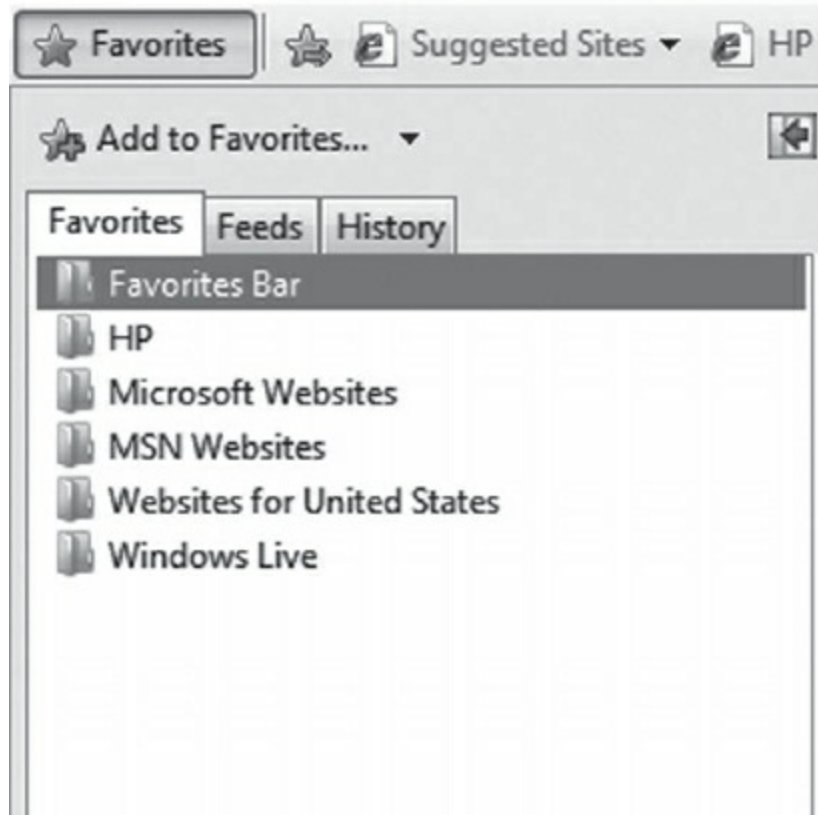 Favorites Suggested Sites HP
Add to Favorites...
Favorites Feeds History
Favorites Bar
HP
Microsoft Websites
MSN Websites
Websites for United States
Windows Live